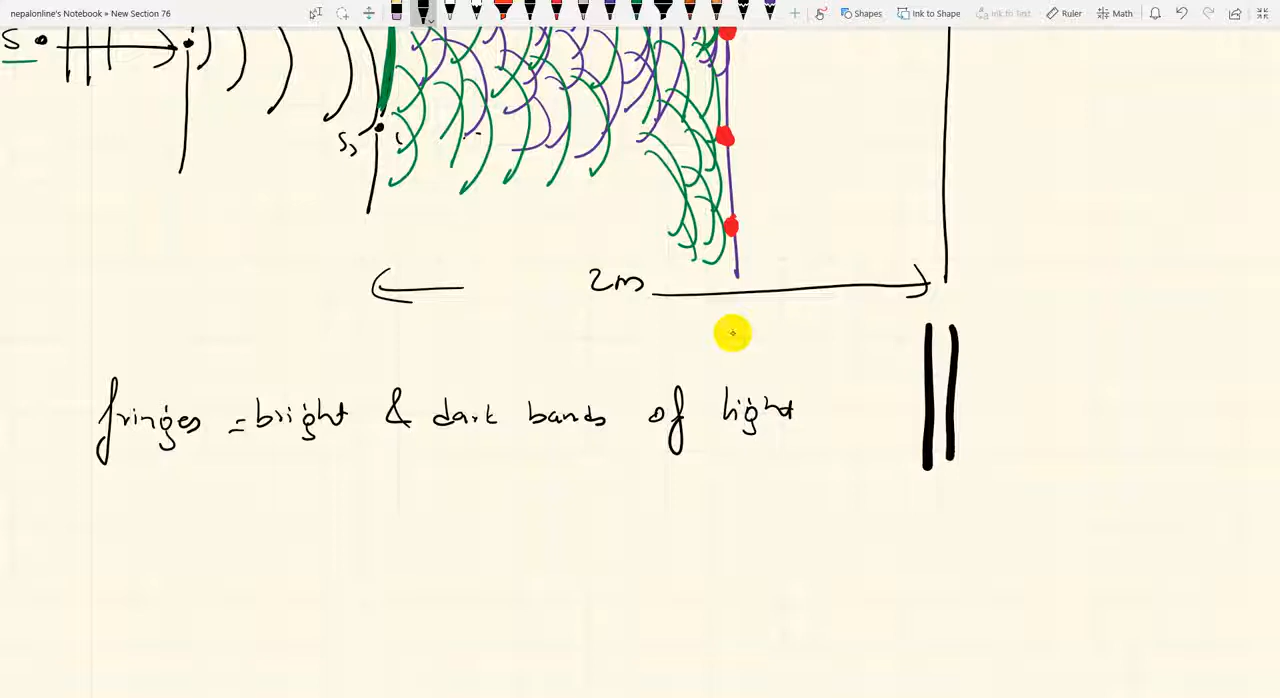 nepalonline's Notebook » New Section 76
Shapes
Ink to Shape
Ink to Text
Ruler
Math
S
S₂
2m
fringes = bright & dark bands of light